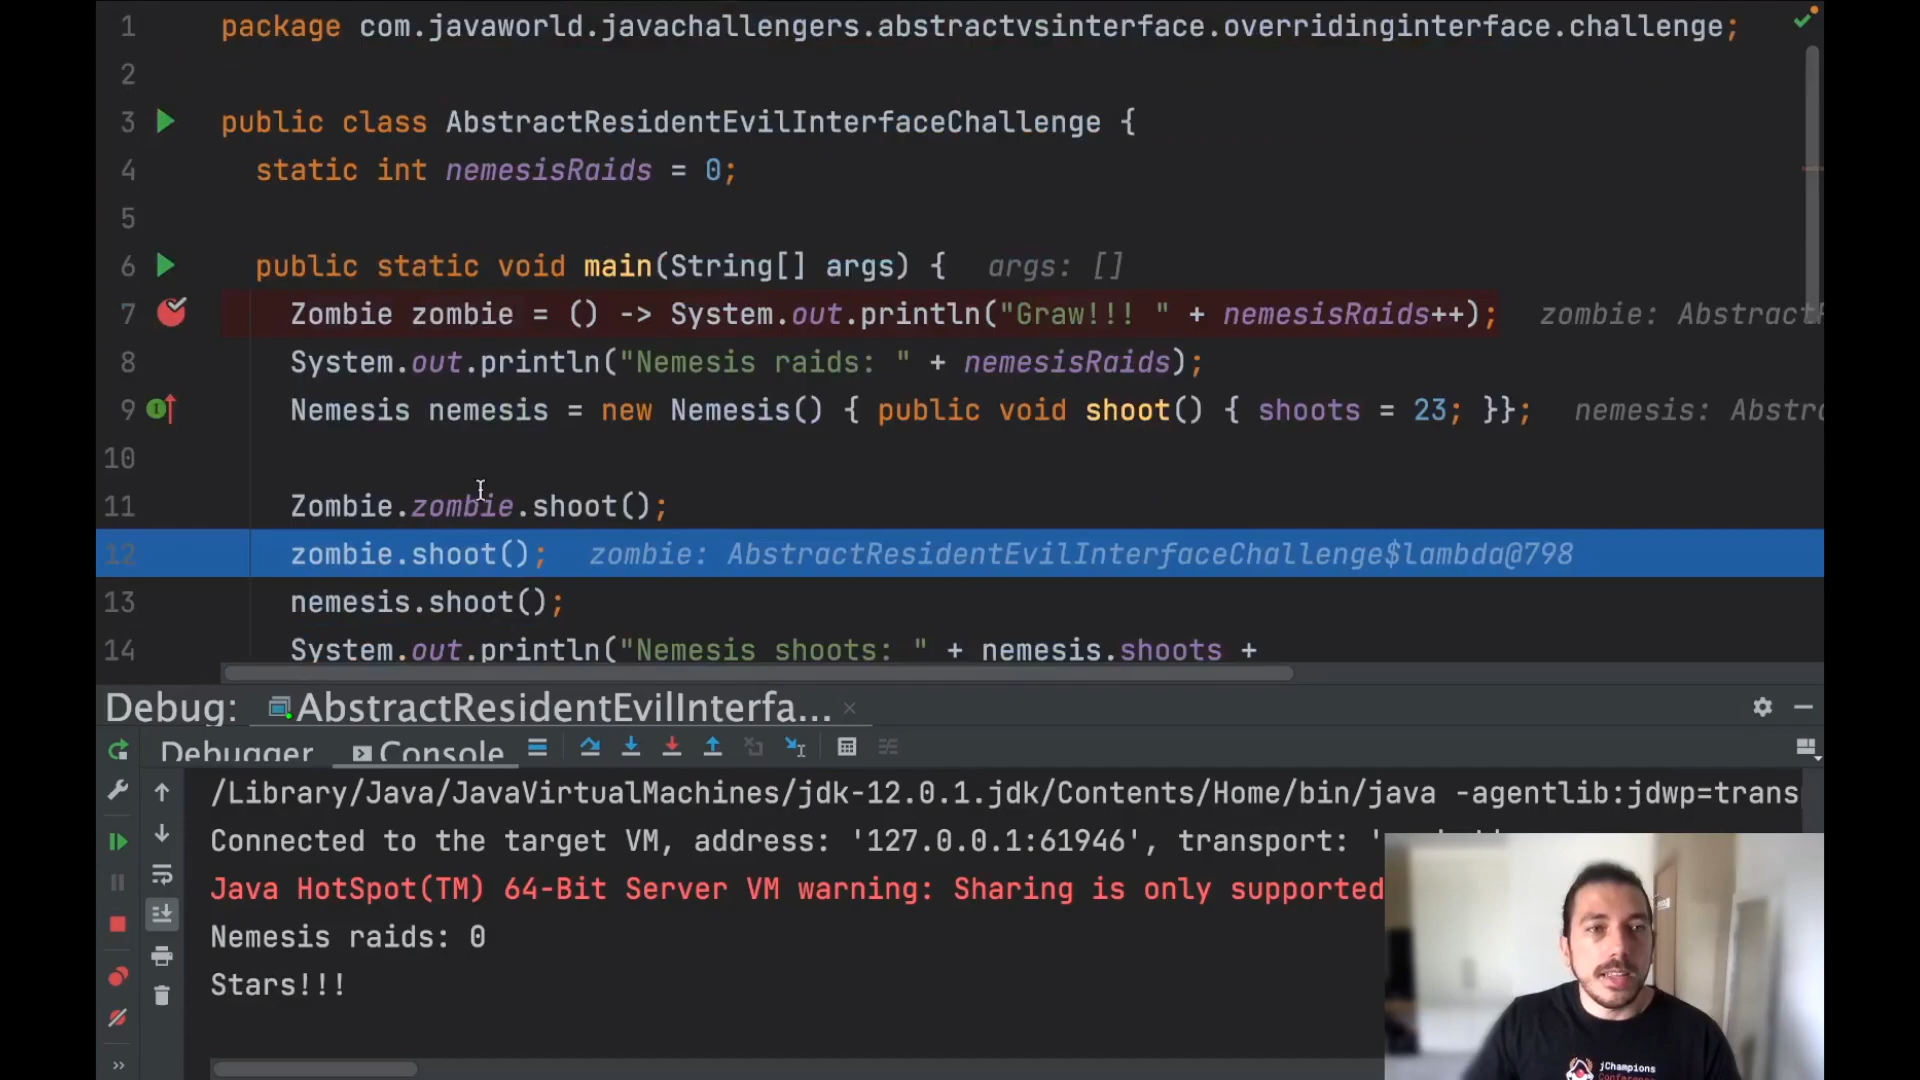 1 package com.javaworld.javachallengers.abstractvsinterface.overridinginterface.challenge;
2
3 public class AbstractResidentEvilInterfaceChallenge {
4 static int nemesisRaids = 0;
5
6 public static void main(String[] args) { args: []
7 Zombie zombie = () -> System.out.println("Graw!!! " + nemesisRaids++); zombie: AbstractR
8 System.out.println("Nemesis raids: " + nemesisRaids);
9 Nemesis nemesis = new Nemesis() { public void shoot() { shoots = 23; }}; nemesis: Abstr
10
11 Zombie.zombie.shoot();
12 zombie.shoot(); zombie: AbstractResidentEvilInterfaceChallenge$lambda@798
13 nemesis.shoot();
14 System.out.println("Nemesis shoots: " + nemesis.shoots +
Debug: AbstractResidentEvilInterfa...
Debugger Console
/Library/Java/JavaVirtualMachines/jdk-12.0.1.jdk/Contents/Home/bin/java -agentlib:jdwp=trans
Connected to the target VM, address: '127.0.0.1:61946', transport: '
Java HotSpot(TM) 64-Bit Server VM warning: Sharing is only supported
Nemesis raids: 0
Stars!!!
jChampions
Conference